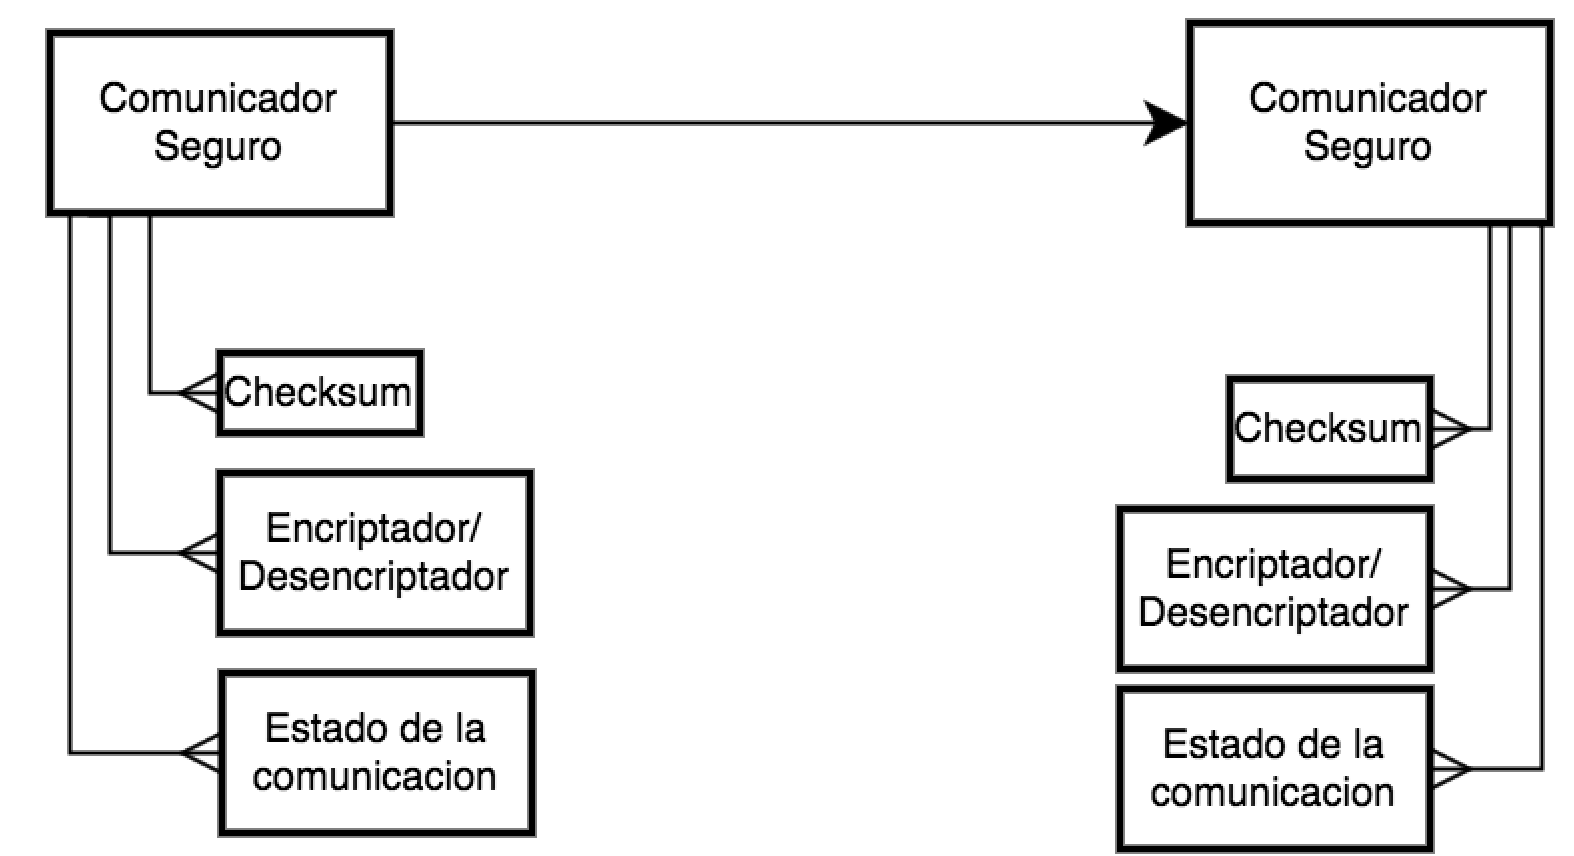 Comunicador
Seguro
Comunicador
Seguro
Checksum
Encriptador/
Desencriptador
Estado de la
comunicacion
Checksum
Encriptador/
Desencriptador
Estado de la
comunicacion